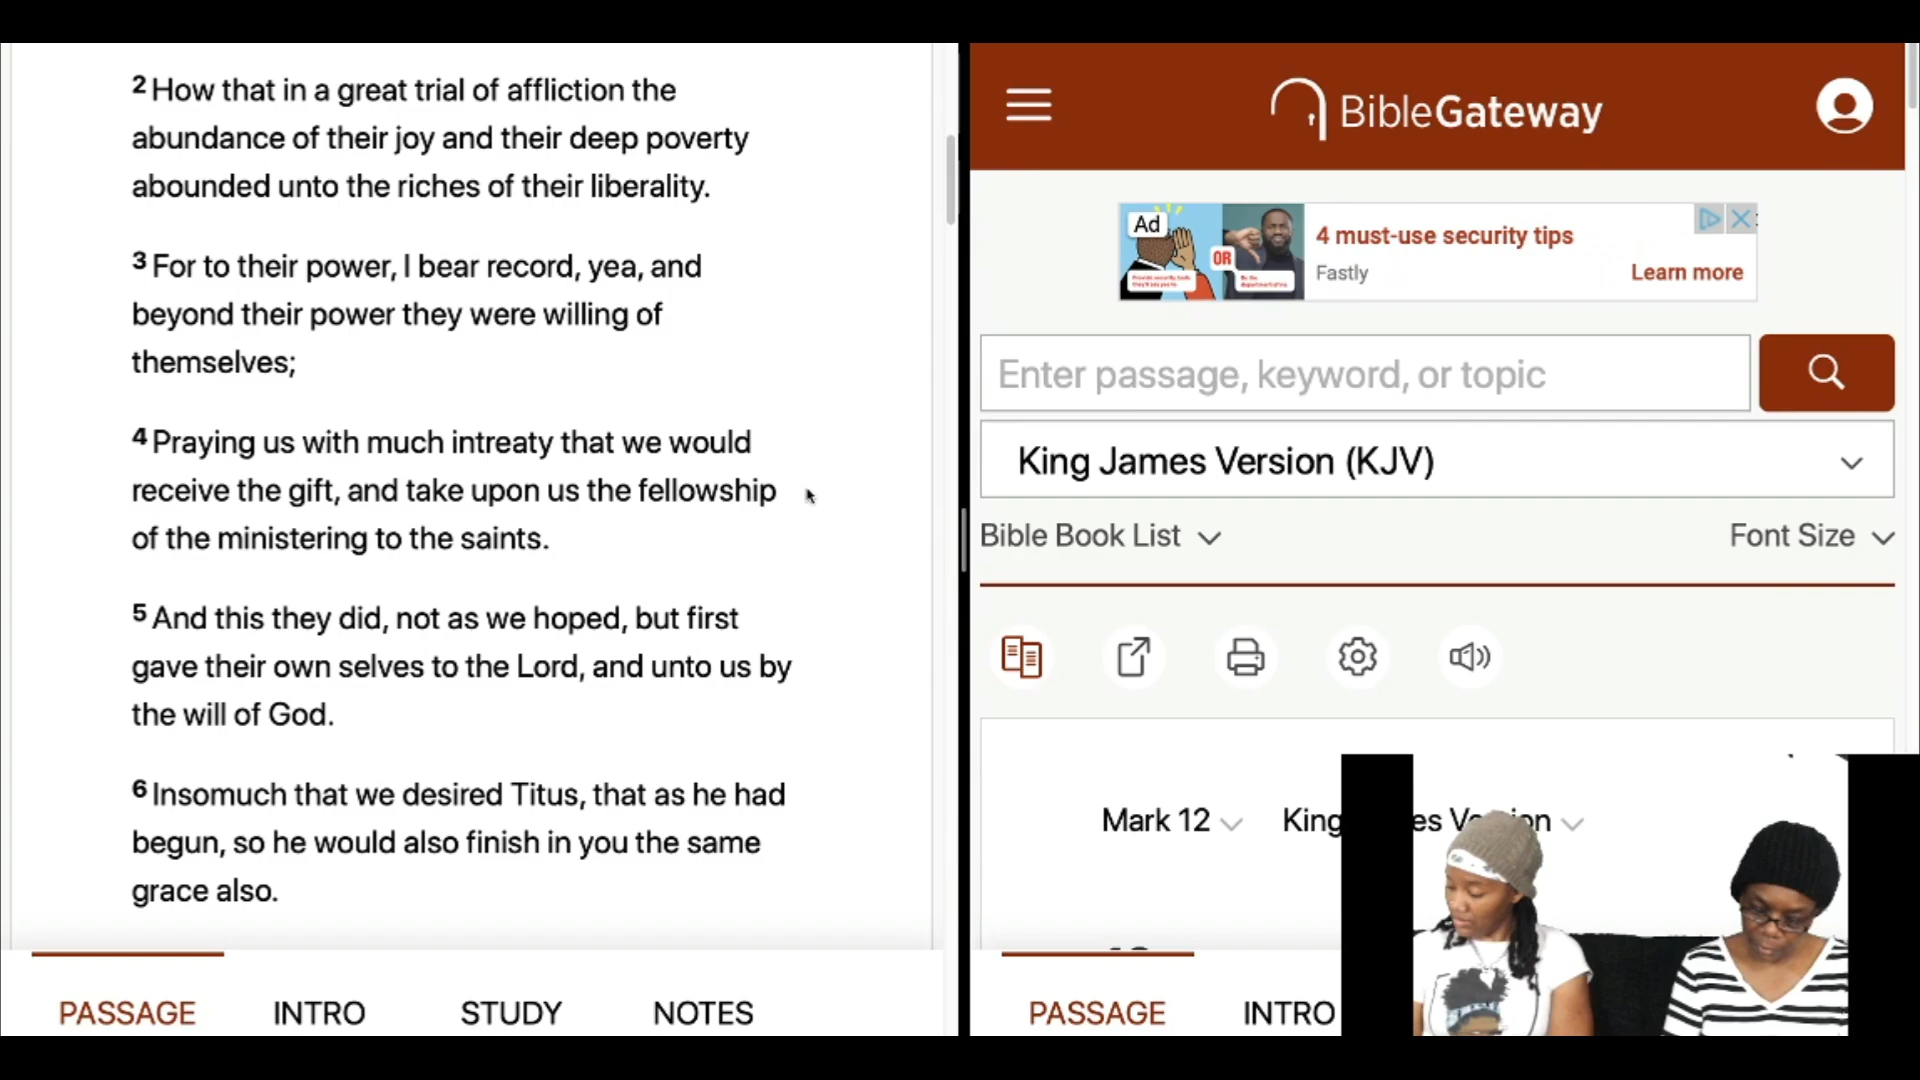 2 How that in a great trial of affliction the
abundance of their joy and their deep poverty
abounded unto the riches of their liberality.
3 For to their power, I bear record, yea, and
beyond their power they were willing of
themselves;
4 Praying us with much intreaty that we would
receive the gift, and take upon us the fellowship
of the ministering to the saints.
5 And this they did, not as we hoped, but first
gave their own selves to the Lord, and unto us by
the will of God.
6 Insomuch that we desired Titus, that as he had
begun, so he would also finish in you the same
grace also.
PASSAGE INTRO STUDY NOTES
BibleGateway
Ad
OR
4 must-use security tips
Fastly
Learn more
Enter passage, keyword, or topic
King James Version (KJV)
Bible Book List
Font Size
Mark 12
King es Ve on
PASSAGE INTRO